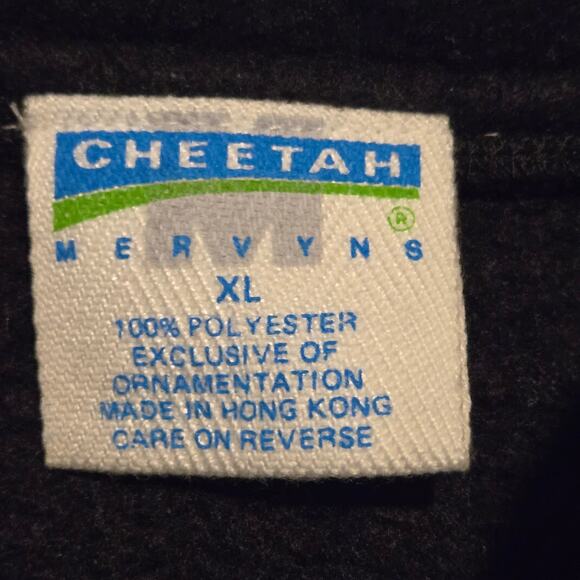 CHEETAH
®
MERVYNS
XL
100% POLYESTER
EXCLUSIVE OF
ORNAMENTATION
MADE IN HONG KONG
CARE ON REVERSE